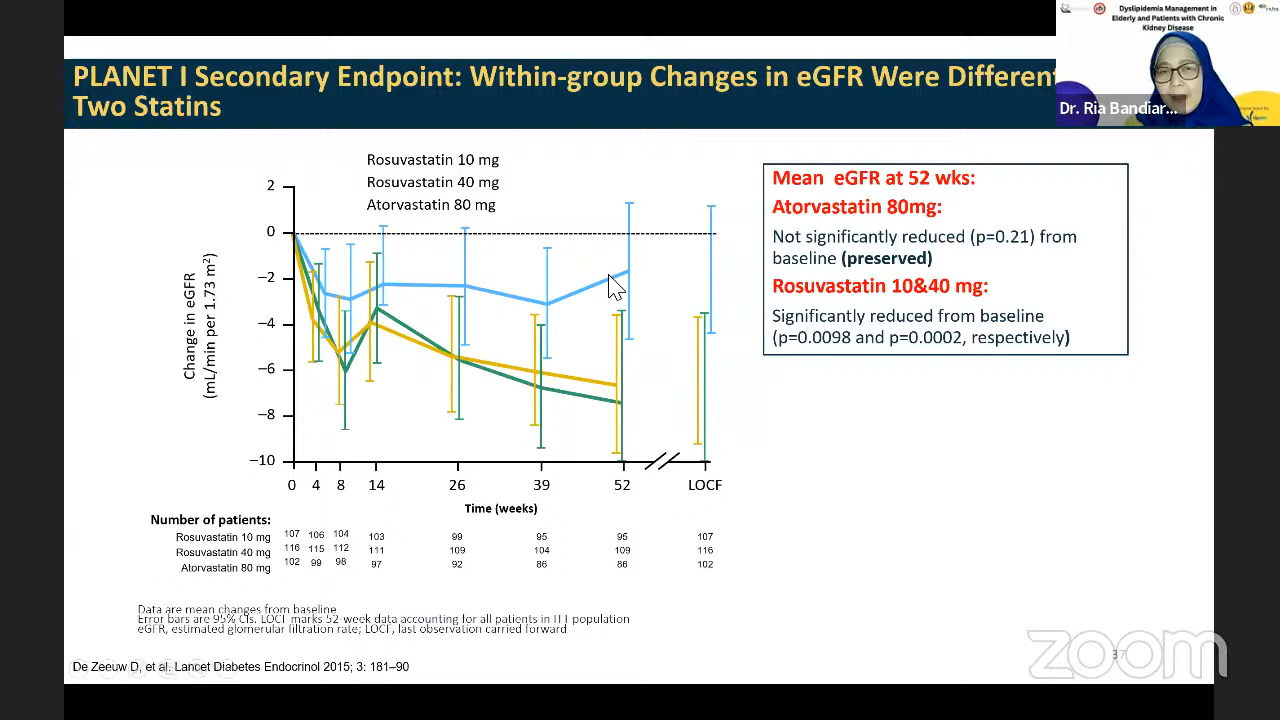 PLANET I Secondary Endpoint: Within-group Changes in eGFR Were Different
Two Statins
Dyslipidemia Management in
Elderly and Patients with Chronic
Kidney Disease
Dr. Ria Bandiar...
Rosuvastatin 10 mg
Rosuvastatin 40 mg
Atorvastatin 80 mg
Change in eGFR
(mL/min per 1.73 m²)
2
0
–2
–4
–6
–8
–10
0 4 8 14 26 39 52 LOCF
Time (weeks)
Number of patients:
Rosuvastatin 10 mg 107 106 104 103 99 95 95 107
Rosuvastatin 40 mg 116 115 112 111 109 104 109 116
Atorvastatin 80 mg 102 99 98 97 92 86 86 102
Mean eGFR at 52 wks:
Atorvastatin 80mg:
Not significantly reduced (p=0.21) from
baseline (preserved)
Rosuvastatin 10&40 mg:
Significantly reduced from baseline
(p=0.0098 and p=0.0002, respectively)
Data are mean changes from baseline
Error bars are 95% CIs. LOCF marks 52-week data accounting for all patients in ITT population
eGFR, estimated glomerular filtration rate; LOCF, last observation carried forward
De Zeeuw D, et al. Lancet Diabetes Endocrinol 2015; 3: 181–90
37
zoom